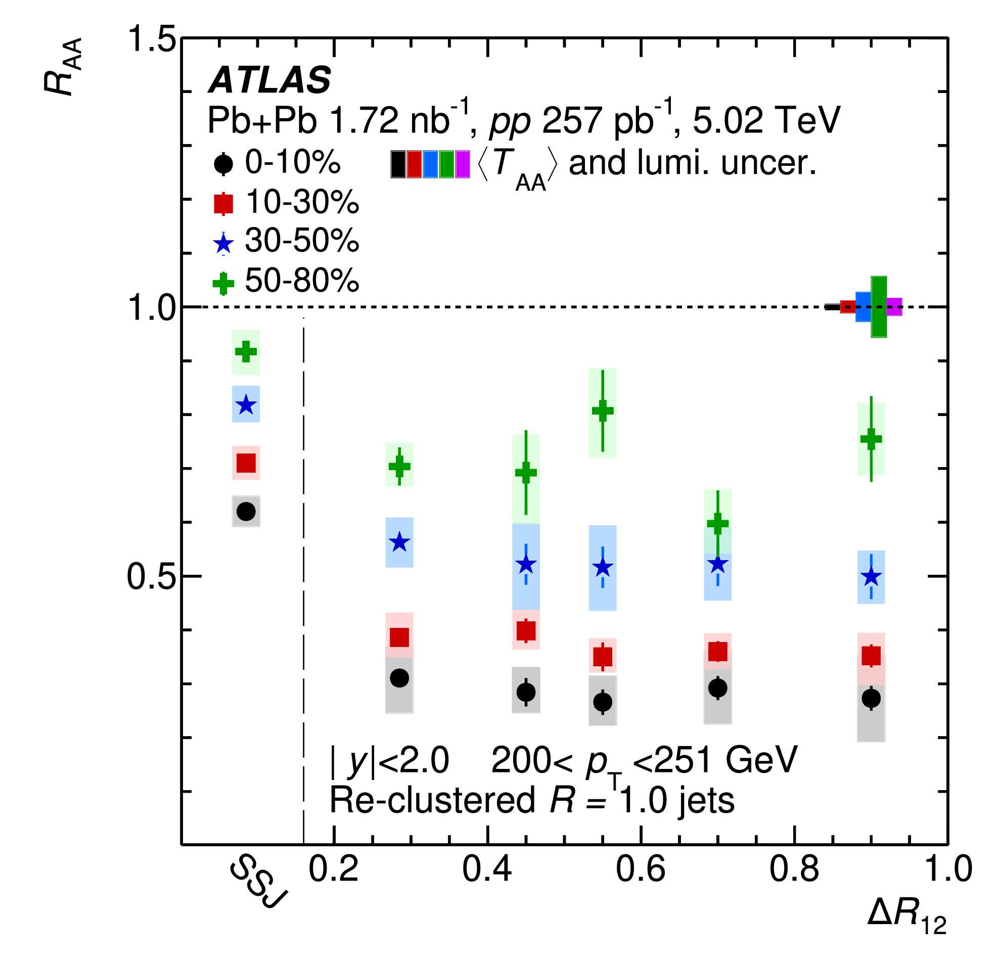 1.5
R_AA
ATLAS
Pb+Pb 1.72 nb⁻¹, pp 257 pb⁻¹, 5.02 TeV
0-10% ⟨T_AA⟩ and lumi. uncer.
10-30%
30-50%
50-80%
1.0
0.5
|y|<2.0 200< p_T <251 GeV
Re-clustered R = 1.0 jets
SSJ 0.2 0.4 0.6 0.8 1.0
ΔR₁₂